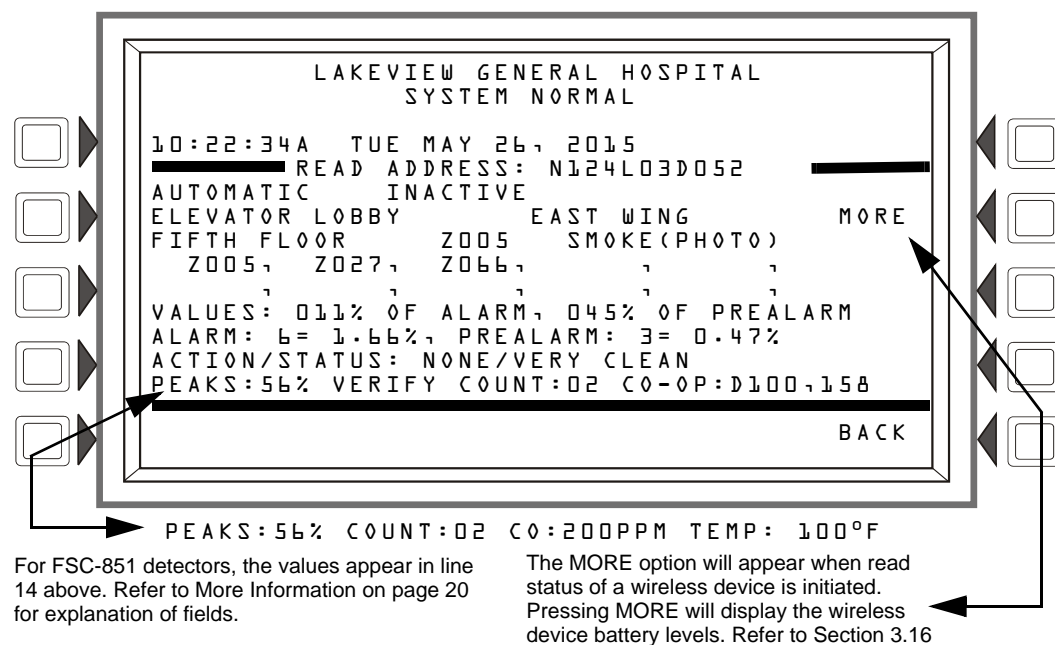 LAKEVIEW GENERAL HOSPITAL
SYSTEM NORMAL
10:22:34A TUE MAY 26, 2015
READ ADDRESS: N124L03D052
AUTOMATIC INACTIVE
ELEVATOR LOBBY EAST WING MORE
FIFTH FLOOR Z005 SMOKE(PHOTO)
Z005, Z027, Z066, , ,
, , , , ,
VALUES: 011% OF ALARM, 045% OF PREALARM
ALARM: 6= 1.66%, PREALARM: 3= 0.47%
ACTION/STATUS: NONE/VERY CLEAN
PEAKS:56% VERIFY COUNT:02 CO-OP:D100,158
BACK
PEAKS:56% COUNT:02 CO:200PPM TEMP: 100°F
For FSC-851 detectors, the values appear in line
14 above. Refer to More Information on page 20
for explanation of fields.
The MORE option will appear when read
status of a wireless device is initiated.
Pressing MORE will display the wireless
device battery levels. Refer to Section 3.16